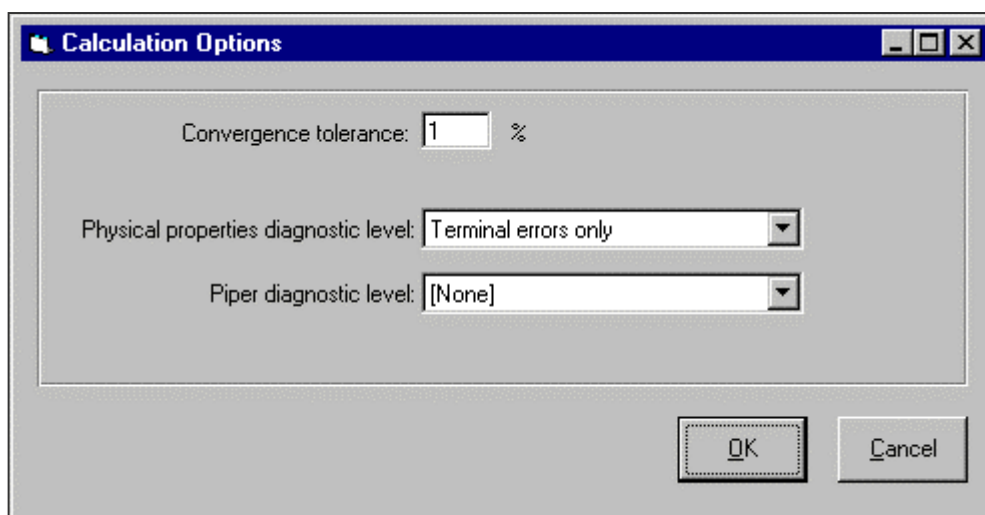 Calculation Options
Convergence tolerance: 1 %
Physical properties diagnostic level: Terminal errors only
Piper diagnostic level: [None]
OK Cancel